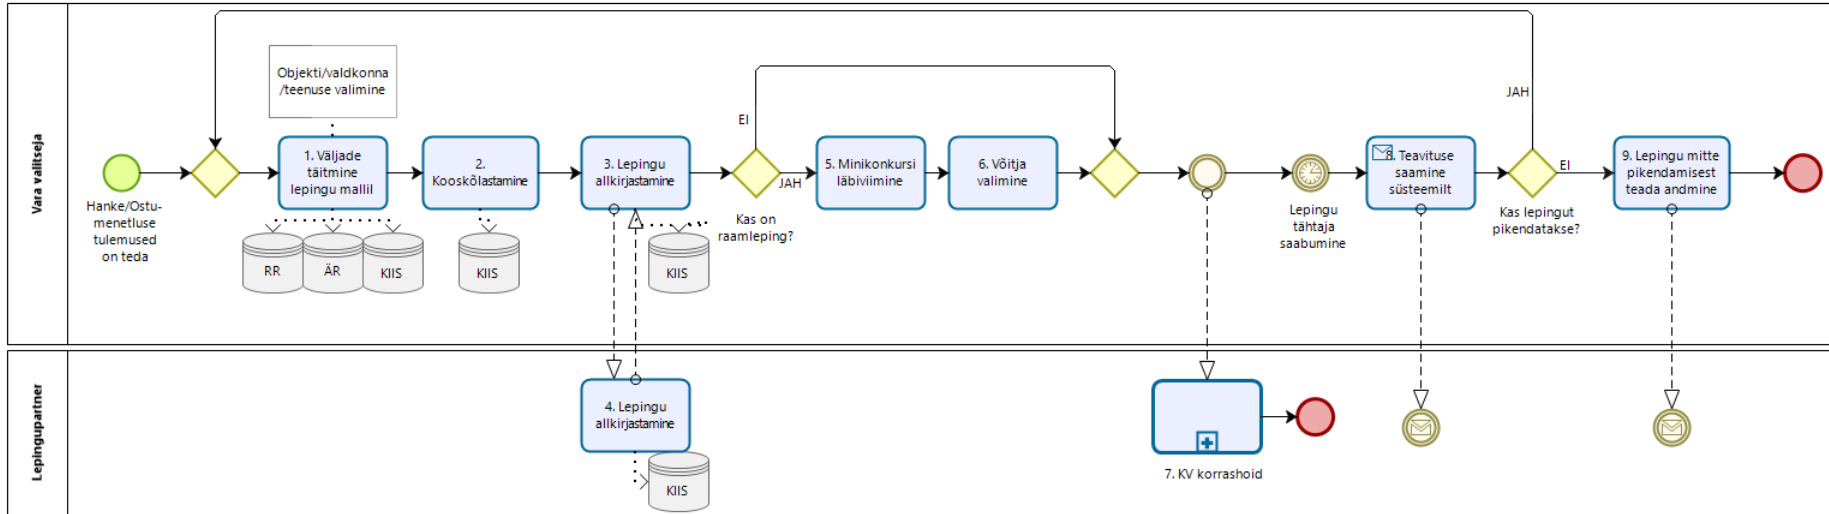 Vara valitseja
Hanke/Ostu-
menetluse
tulemused
on teda
Objekti/valdkonna
/teenuse valimine
1. Väljade
täitmine
lepingu mallil
RR
ÄR
KIIS
2.
Kooskõlastamine
KIIS
3. Lepingu
allkirjastamine
KIIS
EI
JAH
Kas on
raamleping?
5. Minikonkursi
läbiviimine
6. Võitja
valimine
Lepingu
tähtaja
saabumine
8. Teavituse
saamine
süsteemilt
JAH
EI
Kas lepingut
pikendatakse?
9. Lepingu mitte
pikendamisest
teada andmine
Lepingupartner
4. Lepingu
allkirjastamine
KIIS
7. KV korrashoid